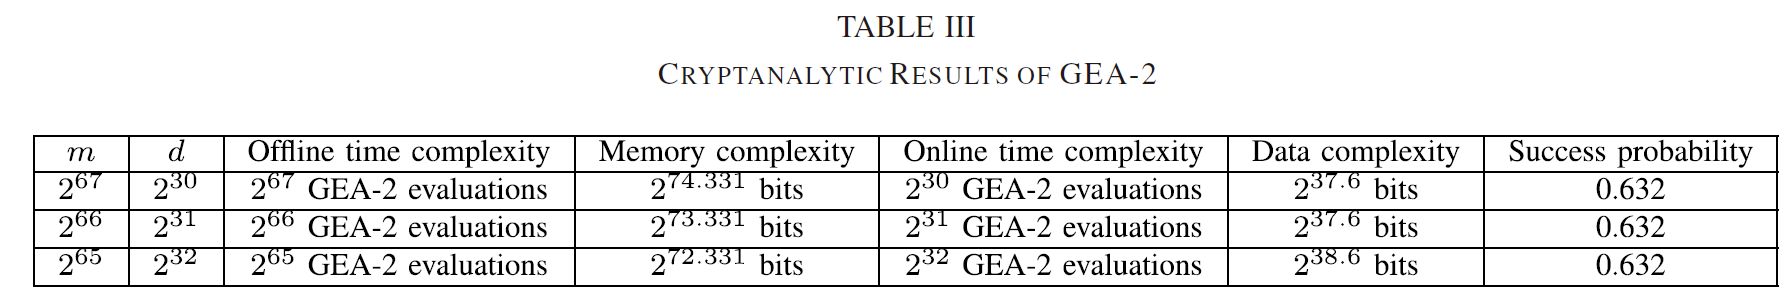 TABLE III
CRYPTANALYTIC RESULTS OF GEA-2
m d Offline time complexity Memory complexity Online time complexity Data complexity Success probability
2^67 2^30 2^67 GEA-2 evaluations 2^74.331 bits 2^30 GEA-2 evaluations 2^37.6 bits 0.632
2^66 2^31 2^66 GEA-2 evaluations 2^73.331 bits 2^31 GEA-2 evaluations 2^37.6 bits 0.632
2^65 2^32 2^65 GEA-2 evaluations 2^72.331 bits 2^32 GEA-2 evaluations 2^38.6 bits 0.632